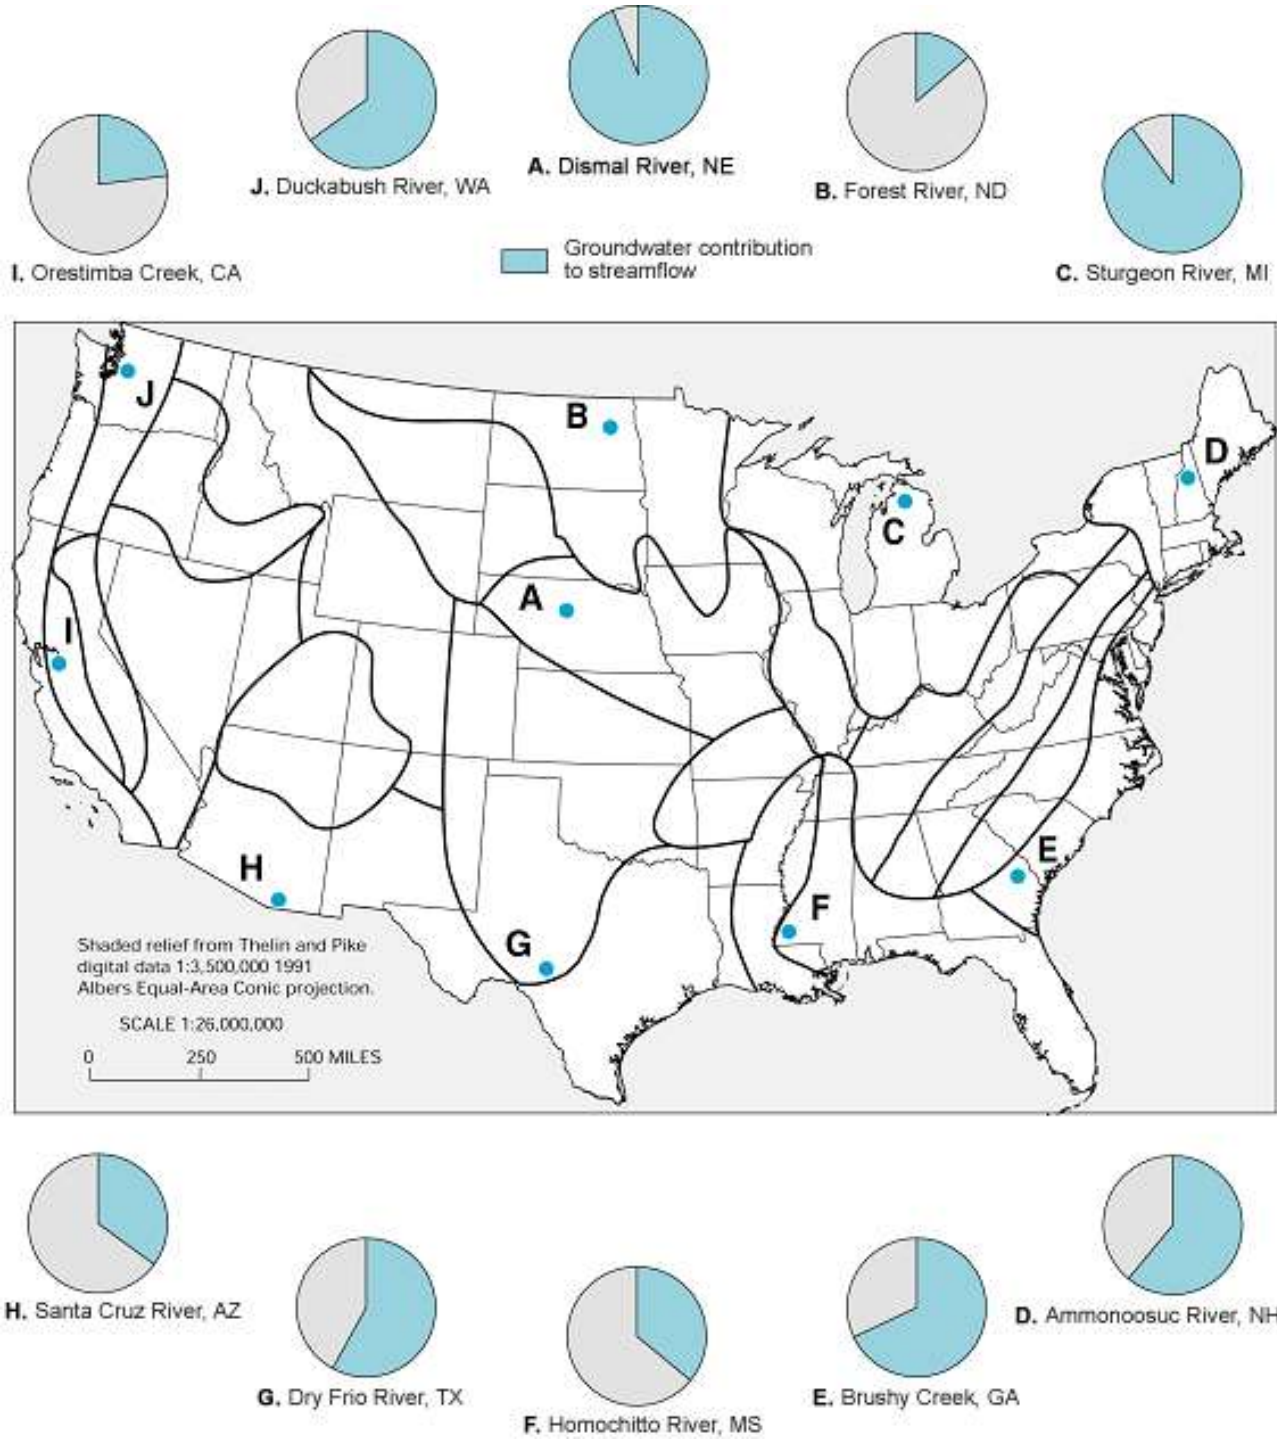 J. Duckabush River, WA
A. Dismal River, NE
B. Forest River, ND
I. Orestimba Creek, CA
Groundwater contribution
to streamflow
C. Sturgeon River, MI
J
B
D
C
A
I
H
E
F
G
Shaded relief from Thelin and Pike
digital data 1:3,500,000 1991
Albers Equal-Area Conic projection.
SCALE 1:26,000,000
0 250 500 MILES
H. Santa Cruz River, AZ
G. Dry Frio River, TX
F. Homochitto River, MS
E. Brushy Creek, GA
D. Ammonoosuc River, NH